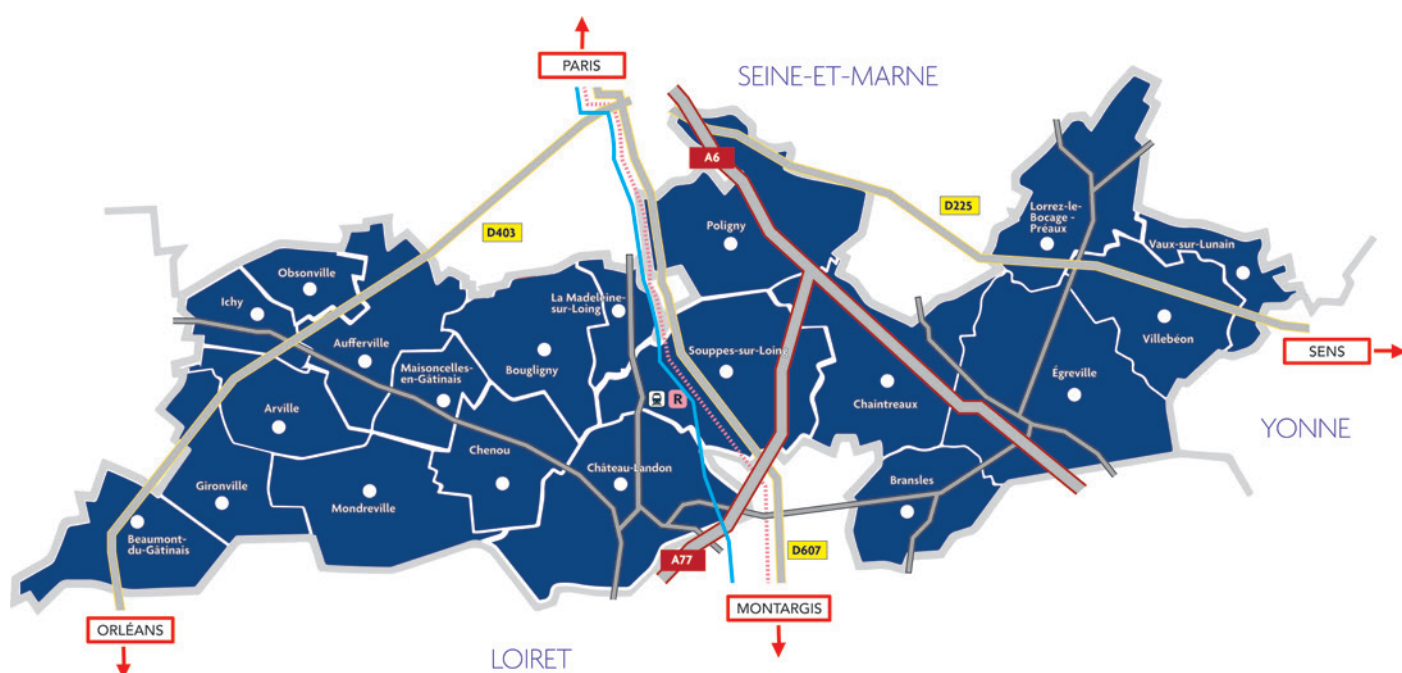 PARIS
SEINE-ET-MARNE
A6
D225
D403
Lorrez-le-
Bocage -
Préaux
Poligny
Vaux-sur-Lunain
Obsonville
Ichy
La Madeleine-
sur-Loing
Aufferville
Villebéon
Souppes-sur-Loing
SENS
Maisoncelles-
en-Gâtinais
Bougligny
Égreville
Chaintreaux
R
Arville
YONNE
Chenou
Château-Landon
Bransles
Gironville
Mondreville
Beaumont-
du-Gâtinais
D607
A77
MONTARGIS
ORLÉANS
LOIRET